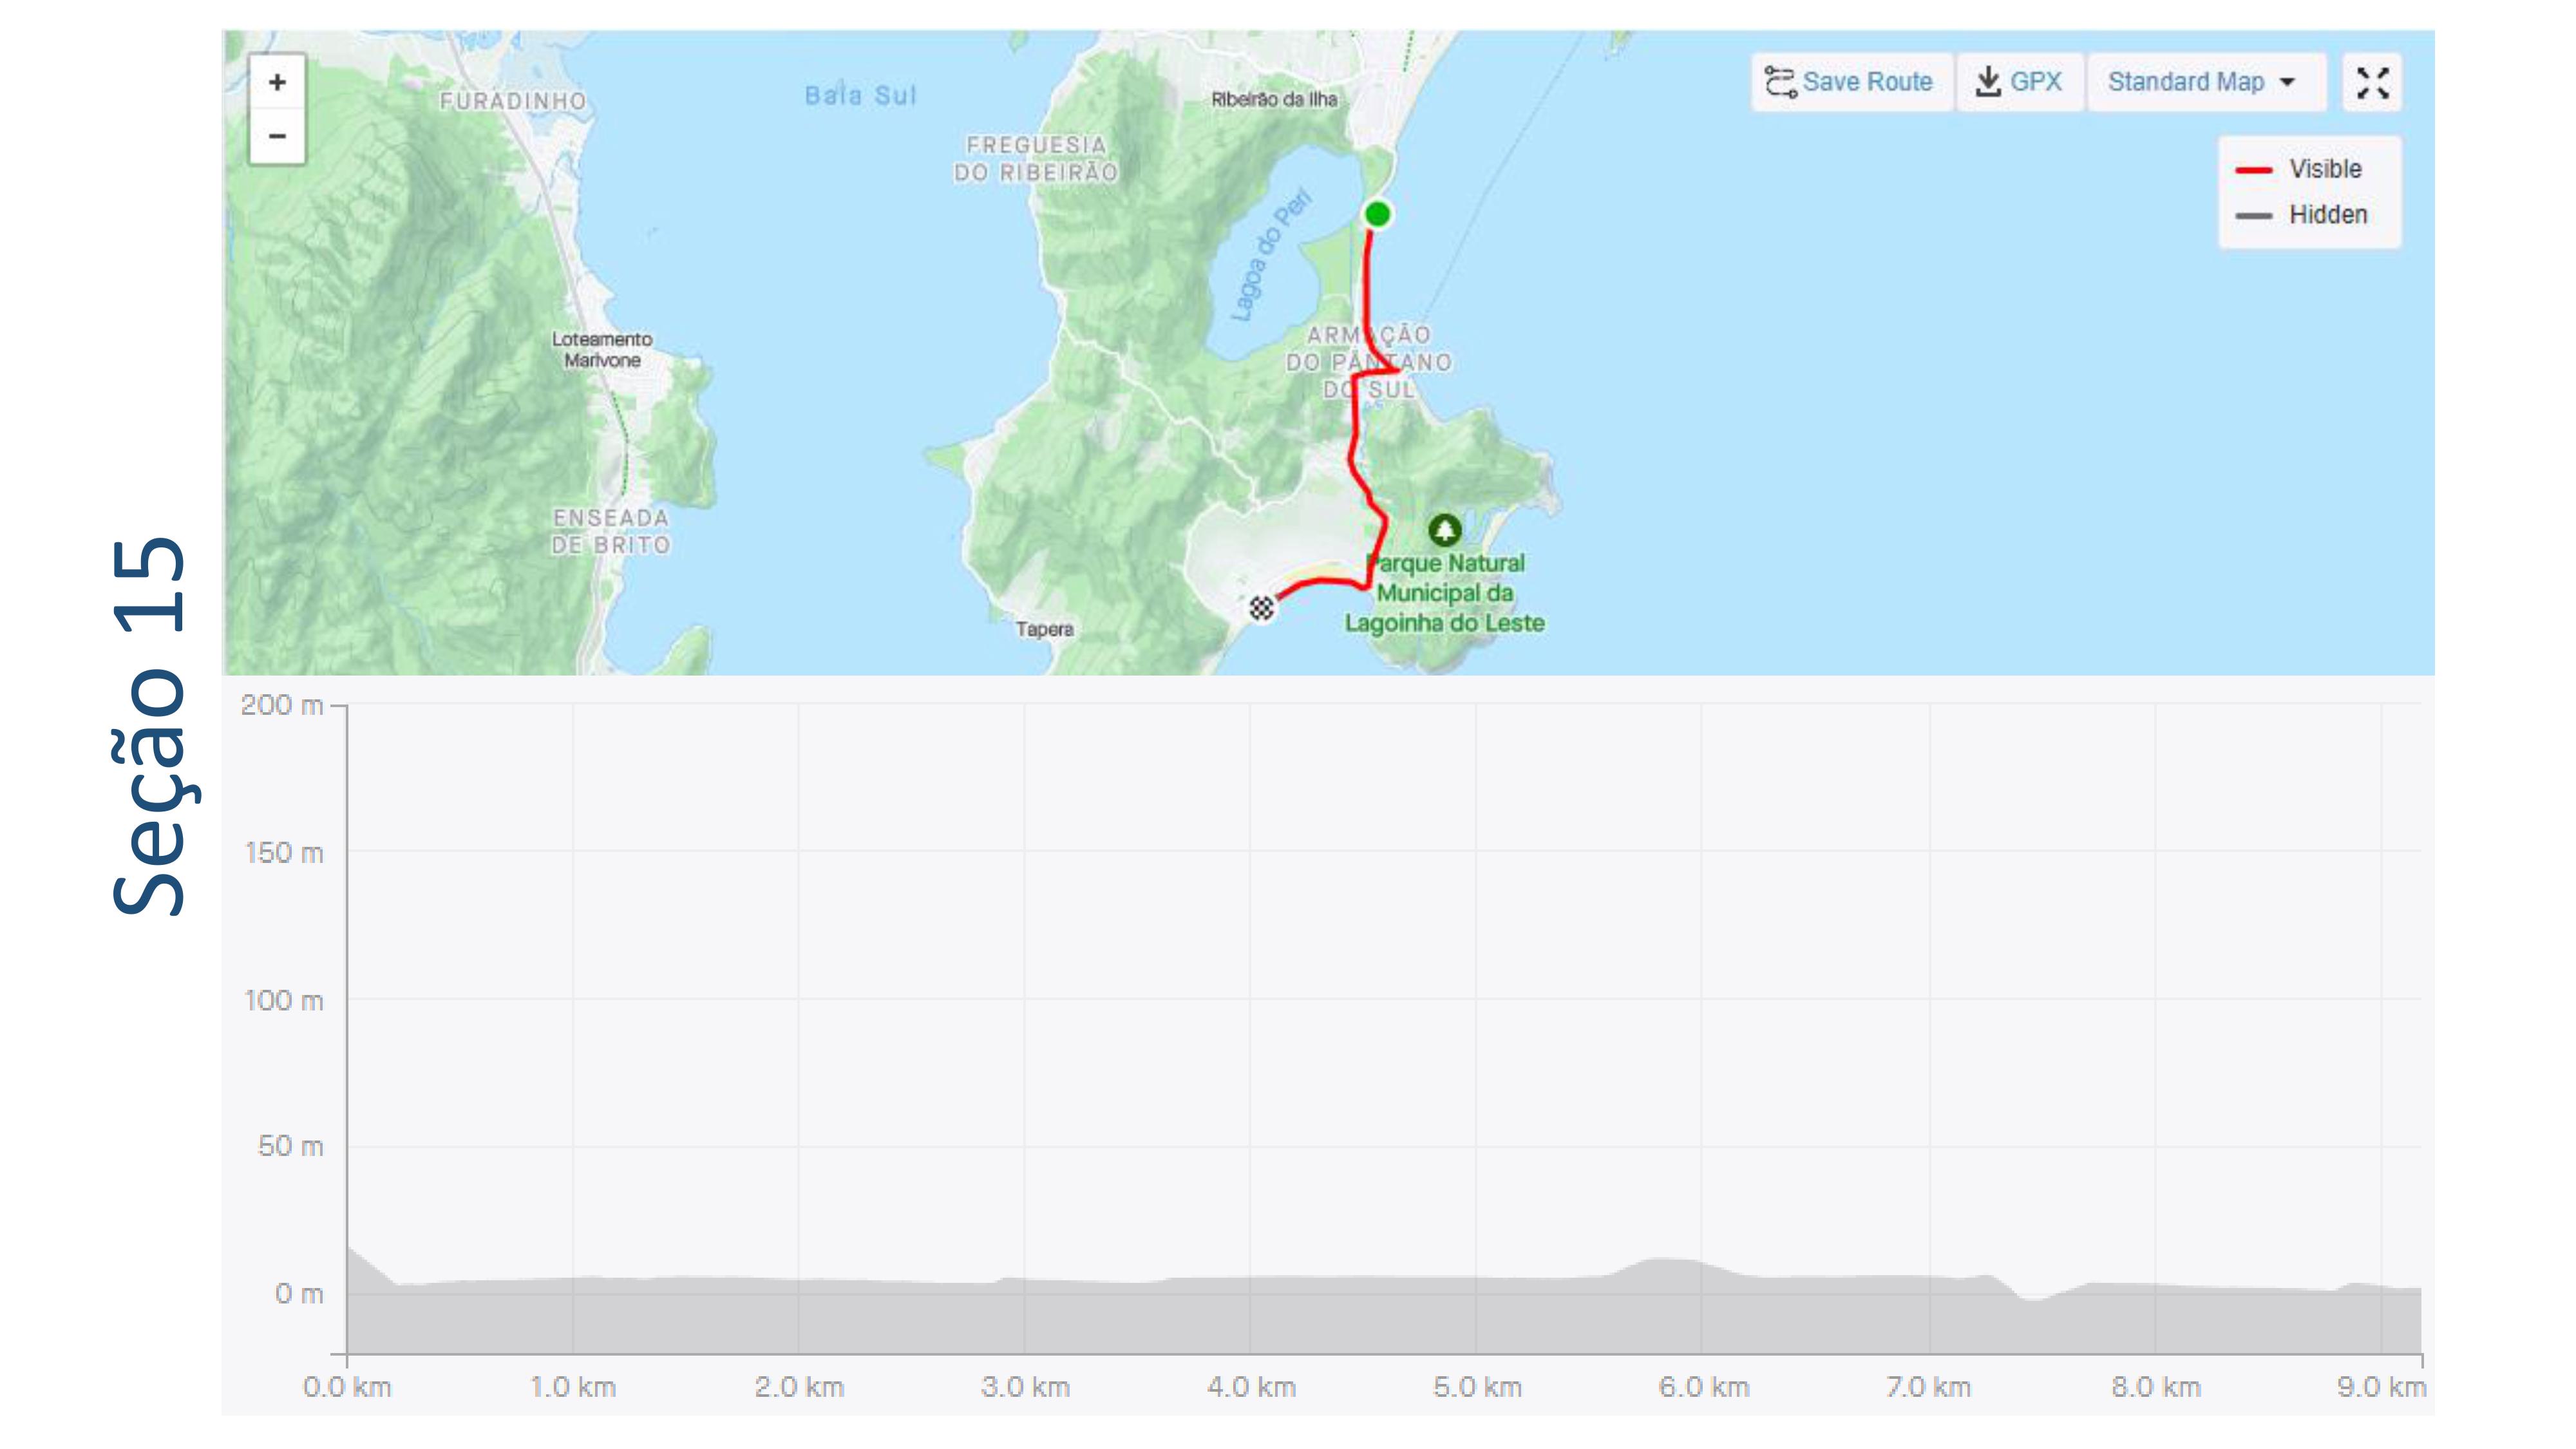 Seção 15
+
−
FURADINHO
Baía Sul
Ribeirão da Ilha
FREGUESIA
DO RIBEIRÃO
Lagoa do Peri
Save Route
GPX
Standard Map
Visible
Hidden
Loteamento
Marivone
ARMAÇÃO
DO PÂNTANO
DO SUL
ENSEADA
DE BRITO
Parque Natural
Municipal da
Lagoinha do Leste
Tapera
200 m
150 m
100 m
50 m
0 m
0.0 km 1.0 km 2.0 km 3.0 km 4.0 km 5.0 km 6.0 km 7.0 km 8.0 km 9.0 km